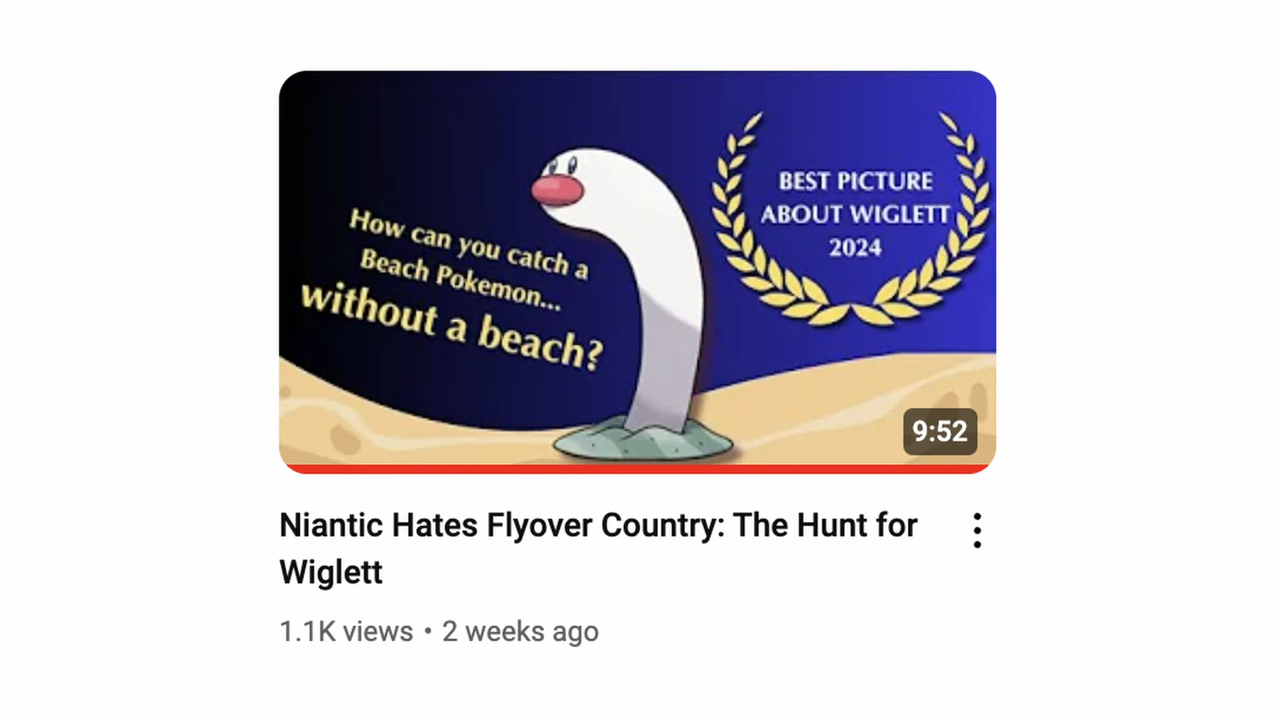 How can you catch a
Beach Pokemon...
without a beach?
BEST PICTURE
ABOUT WIGLETT
2024
9:52
Niantic Hates Flyover Country: The Hunt for
Wiglett
1.1K views • 2 weeks ago